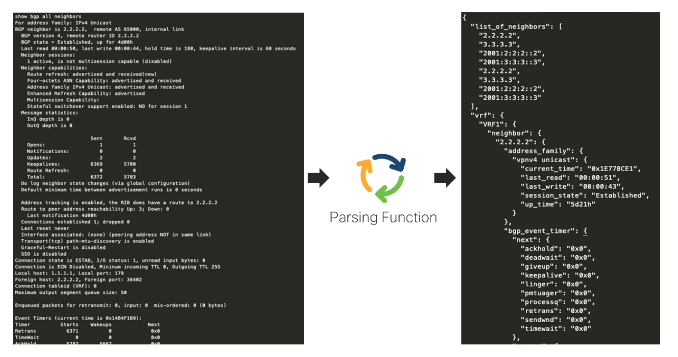 show bgp all neighbors
For address family: IPv4 Unicast
BGP neighbor is 2.2.2.2,  remote AS 65000, internal link
  BGP version 4, remote router ID 2.2.2.2
  BGP state = Established, up for 4d00h
  Last read 00:00:50, last write 00:00:44, hold time is 180, keepalive interval is 60 seconds
  Neighbor sessions:
    1 active, is not multisession capable (disabled)
  Neighbor capabilities:
    Route refresh: advertised and received(new)
    Four-octets ASN Capability: advertised and received
    Address family IPv4 Unicast: advertised and received
    Enhanced Refresh Capability: advertised
    Multisession Capability:
    Stateful switchover support enabled: NO for session 1
  Message statistics:
    InQ depth is 0
    OutQ depth is 0
                         Sent       Rcvd
    Opens:                  1          1
    Notifications:          0          0
    Updates:                2          2
    Keepalives:          6369       5780
    Route Refresh:          0          0
    Total:               6372       5783
  Do log neighbor state changes (via global configuration)
  Default minimum time between advertisement runs is 0 seconds
  Address tracking is enabled, the RIB does have a route to 2.2.2.2
  Route to peer address reachability Up: 3; Down: 0
    Last notification 4d00h
  Connections established 1; dropped 0
  Last reset never
  Interface associated: (none) (peering address NOT in same link)
  Transport(tcp) path-mtu-discovery is enabled
  Graceful-Restart is disabled
  SSO is disabled
Connection state is ESTAB, I/O status: 1, unread input bytes: 0
Connection is ECN Disabled, Mininum incoming TTL 0, Outgoing TTL 255
Local host: 1.1.1.1, Local port: 179
Foreign host: 2.2.2.2, Foreign port: 36402
Connection tableid (VRF): 0
Maximum output segment queue size: 50
Enqueued packets for retransmit: 0, input: 0  mis-ordered: 0 (0 bytes)
Event Timers (current time is 0x14B4F1B9):
Timer          Starts    Wakeups            Next
Retrans          6371          0             0x0
TimeWait            0          0             0x0
Parsing Function
{
  "list_of_neighbors": [
    "2.2.2.2",
    "3.3.3.3",
    "2001:2:2:2::2",
    "2001:3:3:3::3",
    "2.2.2.2",
    "3.3.3.3",
    "2001:2:2:2::2",
    "2001:3:3:3::3"
  ],
  "vrf": {
    "VRF1": {
      "neighbor": {
        "2.2.2.2": {
          "address_family": {
            "vpnv4 unicast": {
              "current_time": "0x1E778CE1",
              "last_read": "00:00:51",
              "last_write": "00:00:43",
              "session_state": "Established",
              "up_time": "5d21h"
            }
          },
          "bgp_event_timer": {
            "next": {
              "ackhold": "0x0",
              "deadwait": "0x0",
              "giveup": "0x0",
              "keepalive": "0x0",
              "linger": "0x0",
              "pmtuager": "0x0",
              "processq": "0x0",
              "retrans": "0x0",
              "sendwnd": "0x0",
              "timewait": "0x0"
            },